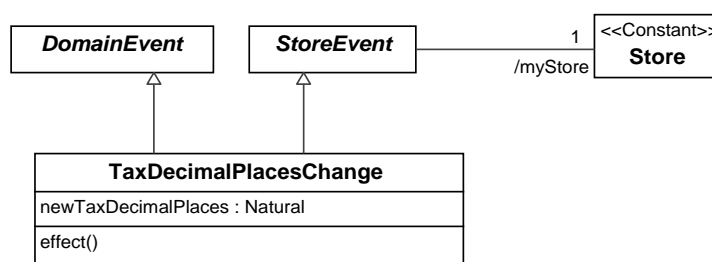 DomainEvent
StoreEvent
1
/myStore
<<Constant>>
Store
TaxDecimalPlacesChange
newTaxDecimalPlaces : Natural
effect()